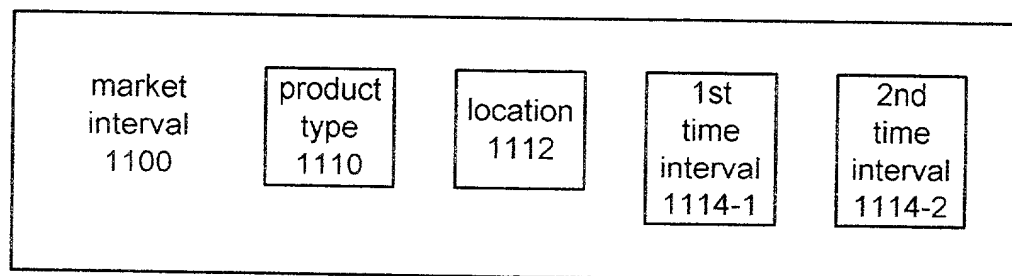 market
interval
1100
product
type
1110
location
1112
1st
time
interval
1114-1
2nd
time
interval
1114-2